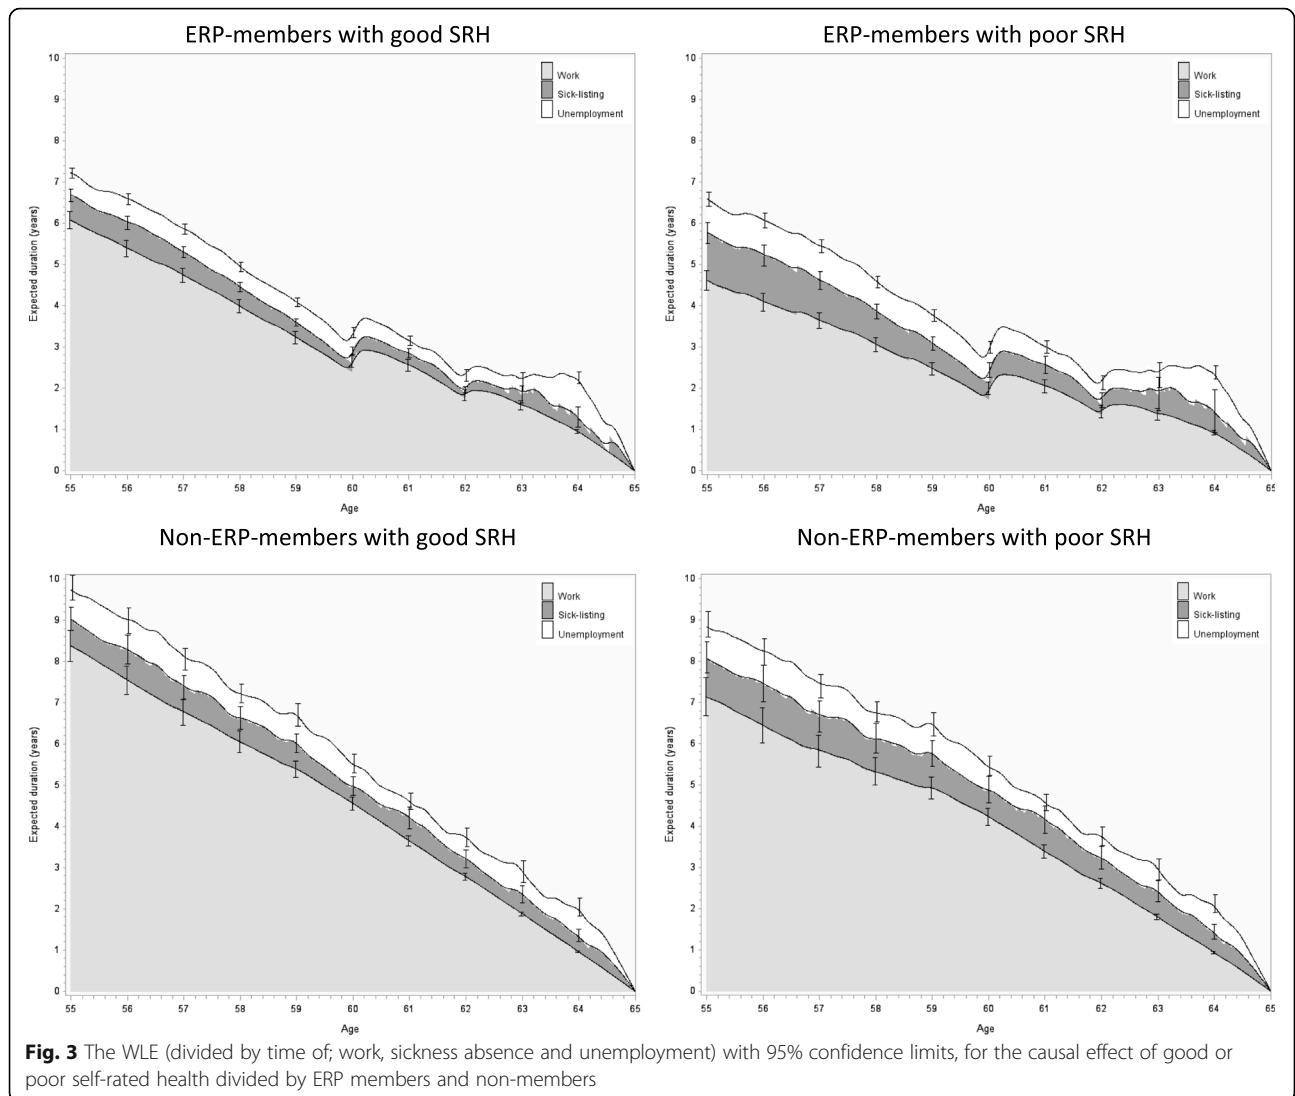 ERP-members with good SRH
10
9
8
7
6
5
4
3
2
1
0
Expected duration (years)
Work
Sick-listing
Unemployment
55 56 57 58 59 60 61 62 63 64 65
Age
ERP-members with poor SRH
10
9
8
7
6
5
4
3
2
1
0
Expected duration (years)
Work
Sick-listing
Unemployment
55 56 57 58 59 60 61 62 63 64 65
Age
Non-ERP-members with good SRH
10
9
8
7
6
5
4
3
2
1
0
Expected duration (years)
Work
Sick-listing
Unemployment
55 56 57 58 59 60 61 62 63 64 65
Age
Non-ERP-members with poor SRH
10
9
8
7
6
5
4
3
2
1
0
Expected duration (years)
Work
Sick-listing
Unemployment
55 56 57 58 59 60 61 62 63 64 65
Age
Fig. 3 The WLE (divided by time of; work, sickness absence and unemployment) with 95% confidence limits, for the causal effect of good or
poor self-rated health divided by ERP members and non-members